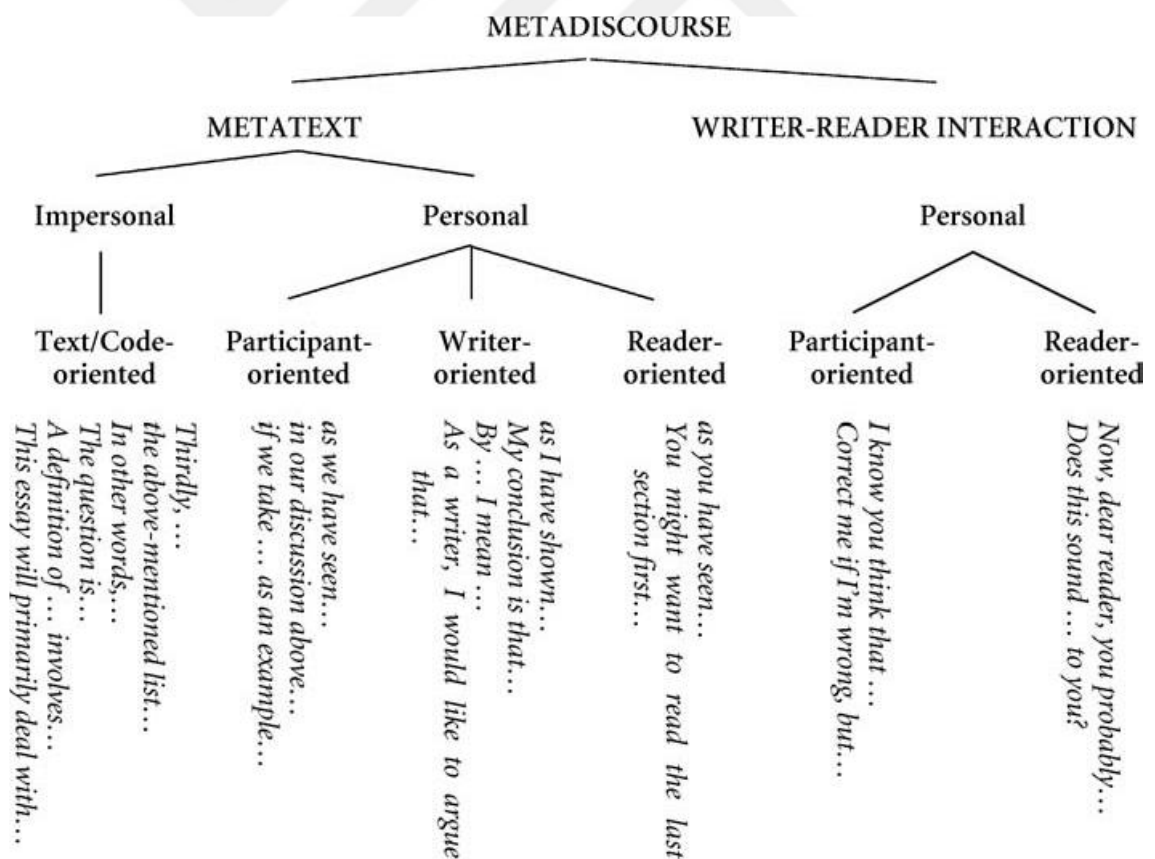 METADISCOURSE
METATEXT
WRITER-READER INTERACTION
Impersonal
Personal
Personal
Text/Code-
oriented
Participant-
oriented
Writer-
oriented
Reader-
oriented
Participant-
oriented
Reader-
oriented
Thirdly, …
the above-mentioned list…
In other words,…
The question is…
A definition of … involves…
This essay will primarily deal with…
as we have seen…
in our discussion above…
if we take … as an example…
as I have shown…
My conclusion is that…
By … I mean …
As a writer, I would like to argue
that…
as you have seen…
You might want to read the last
section first…
I know you think that …
Correct me if I'm wrong, but…
Now, dear reader, you probably…
Does this sound … to you?